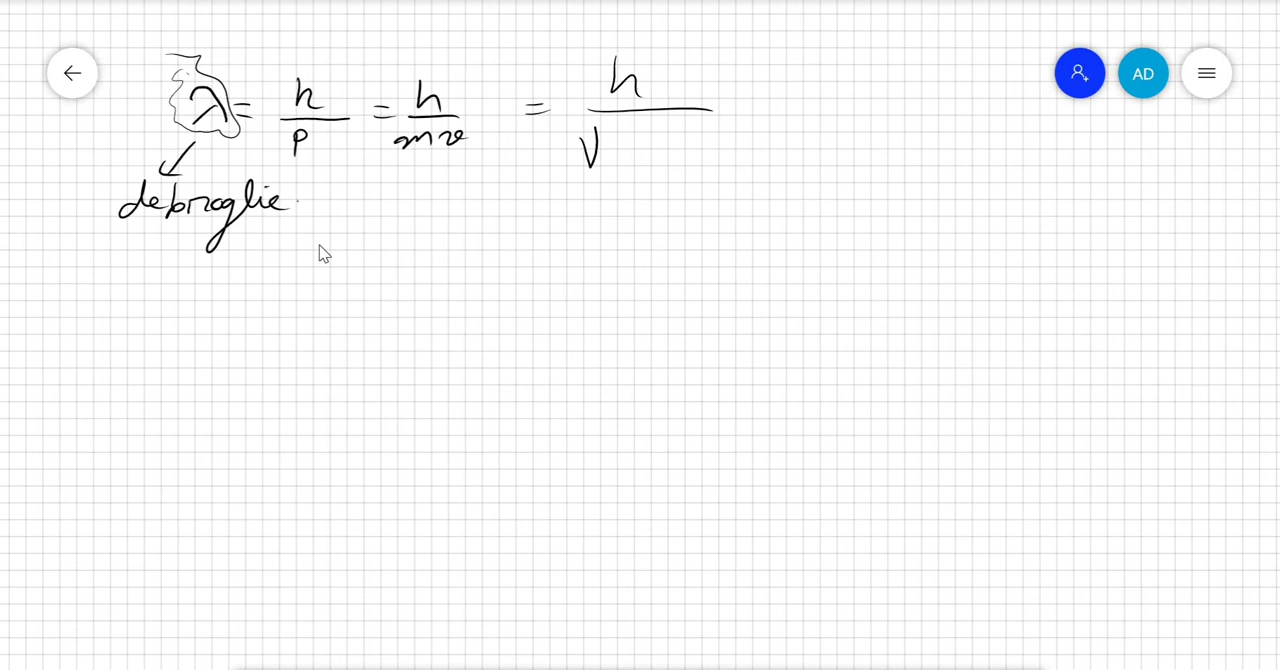 λ = h/p = h/mv = h/√
debroglie
AD